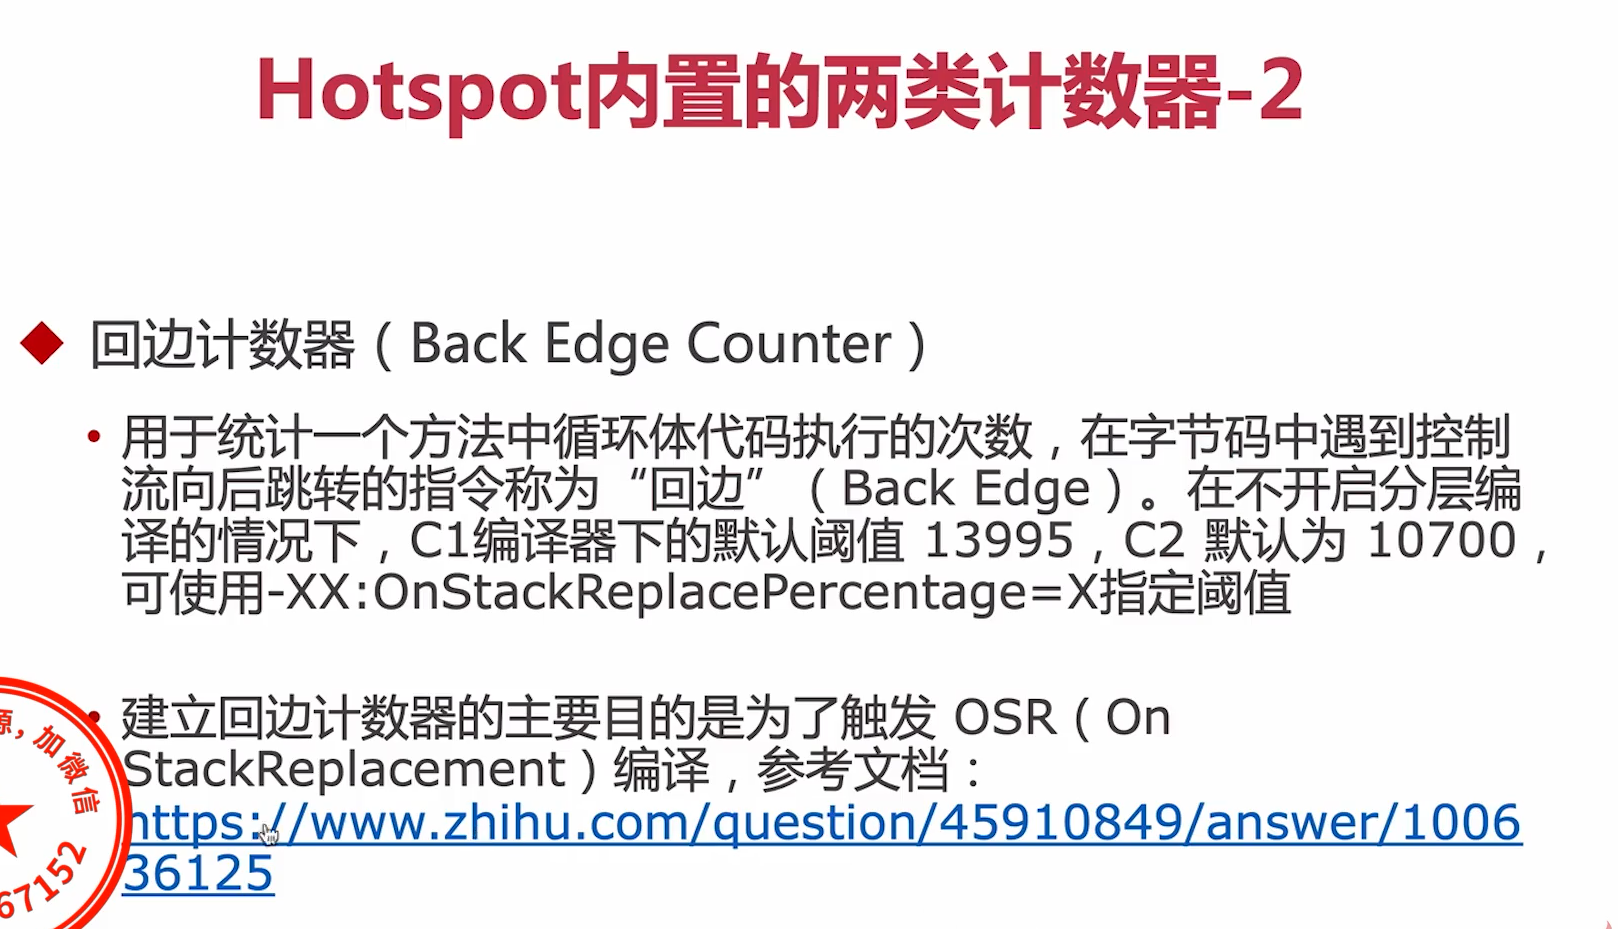 Hotspot内置的两类计数器-2
回边计数器（Back Edge Counter）
用于统计一个方法中循环体代码执行的次数，在字节码中遇到控制
流向后跳转的指令称为“回边”（Back Edge）。在不开启分层编
译的情况下，C1编译器下的默认阈值 13995，C2 默认为 10700，
可使用-XX:OnStackReplacePercentage=X指定阈值
建立回边计数器的主要目的是为了触发 OSR（On
StackReplacement）编译，参考文档：
https://www.zhihu.com/question/45910849/answer/1006
36125
源，加微信
67152